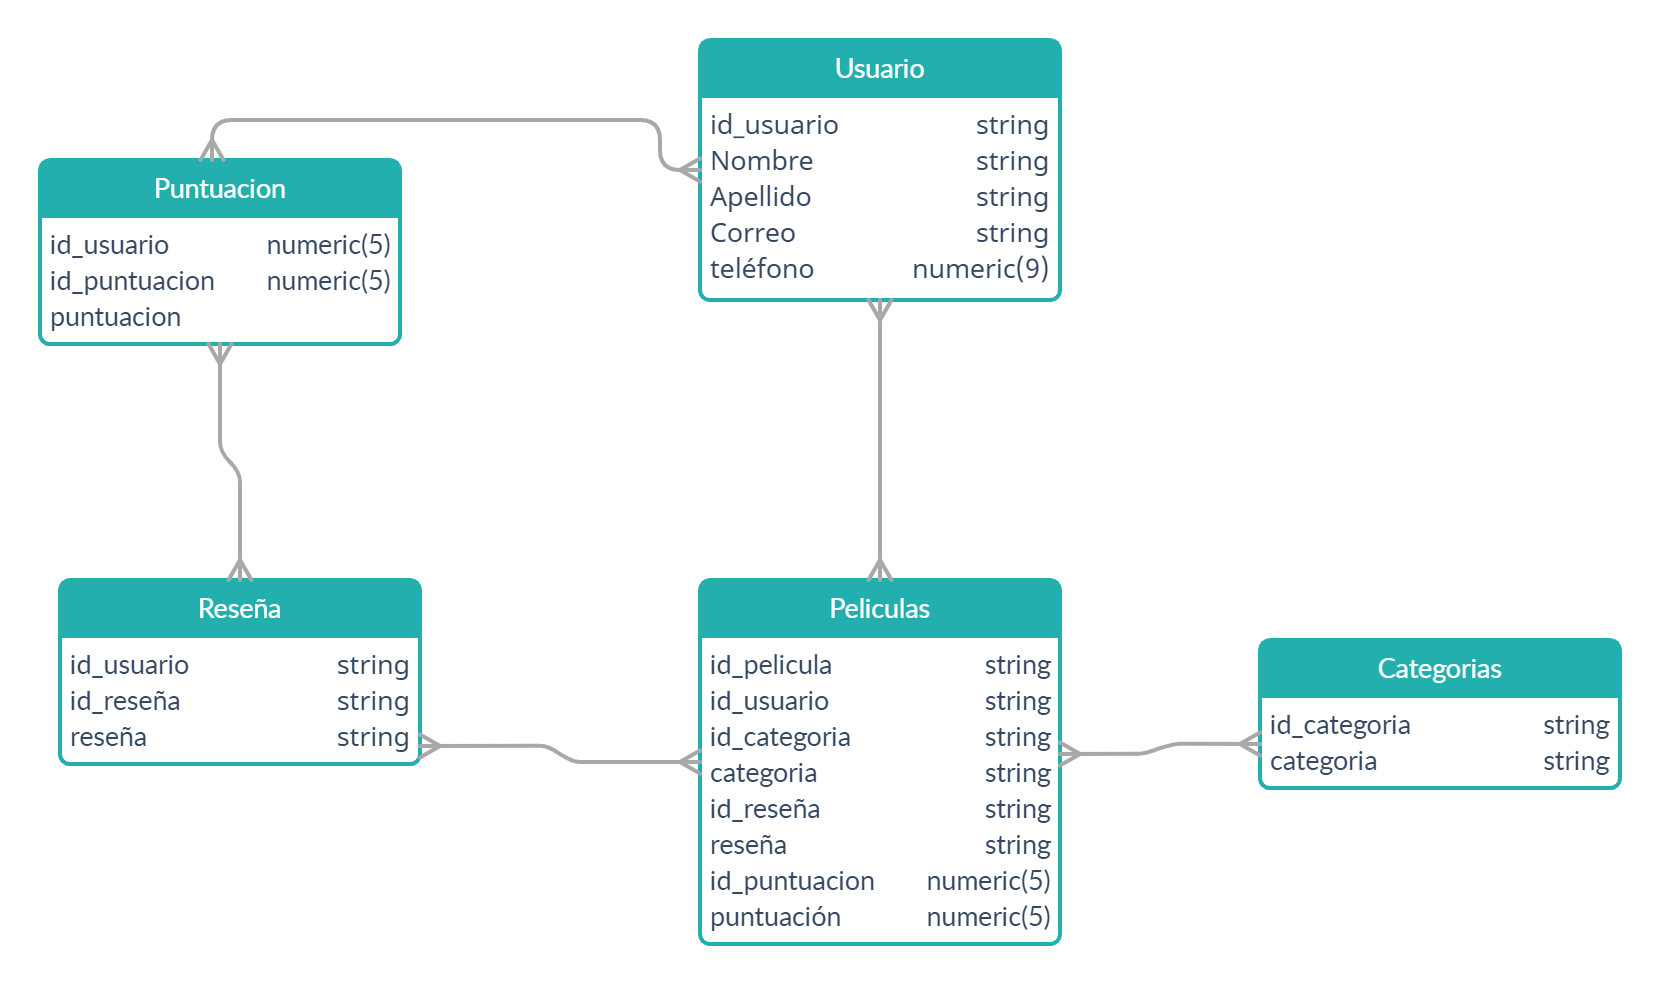 Usuario
id_usuario string
Nombre string
Apellido string
Correo string
teléfono numeric(9)
Puntuacion
id_usuario numeric(5)
id_puntuacion numeric(5)
puntuacion
Reseña
id_usuario string
id_reseña string
reseña string
Peliculas
id_pelicula string
id_usuario string
id_categoria string
categoria string
id_reseña string
reseña string
id_puntuacion numeric(5)
puntuación numeric(5)
Categorias
id_categoria string
categoria string